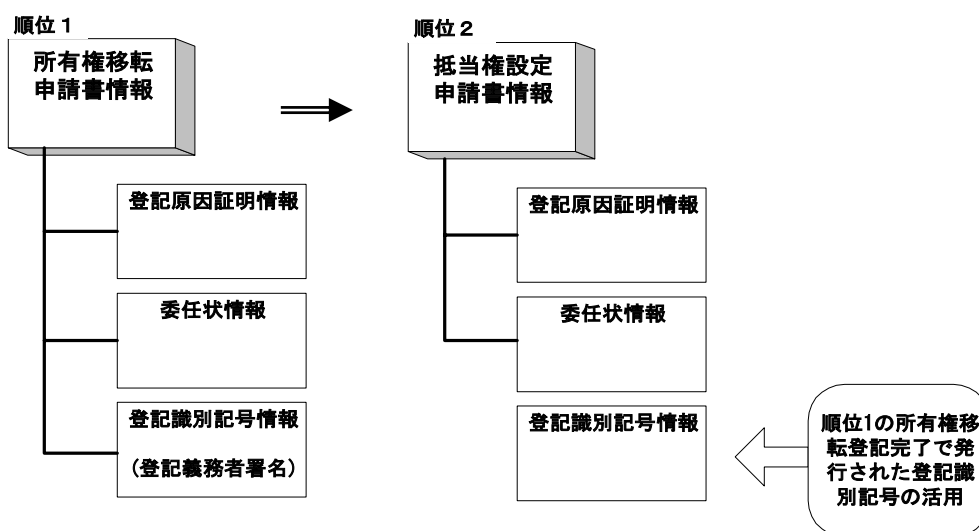 順位1
所有権移転
申請書情報
登記原因証明情報
委任状情報
登記識別記号情報
(登記義務者署名)
順位2
抵当権設定
申請書情報
登記原因証明情報
委任状情報
登記識別記号情報
順位1の所有権移
転登記完了で発
行された登記識
別記号の活用